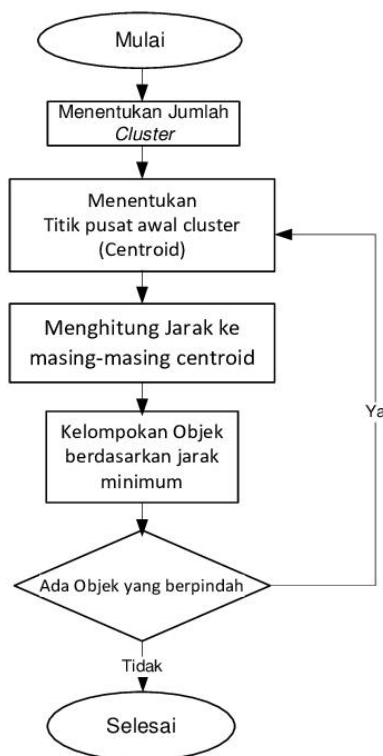 Mulai
Menentukan Jumlah
Cluster
Menentukan
Titik pusat awal cluster
(Centroid)
Menghitung Jarak ke
masing-masing centroid
Kelompokan Objek
berdasarkan jarak
minimum
Ya
Ada Objek yang berpindah
Tidak
Selesai